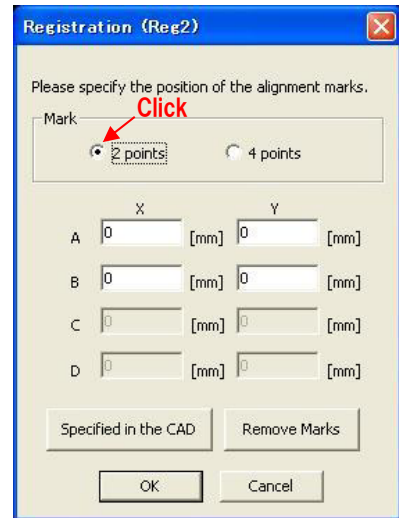 Registration (Reg2)
Please specify the position of the alignment marks.
Click
Mark
2 points 4 points
X Y
A 0 [mm] 0 [mm]
B 0 [mm] 0 [mm]
C 0 [mm] 0 [mm]
D 0 [mm] 0 [mm]
Specified in the CAD Remove Marks
OK Cancel